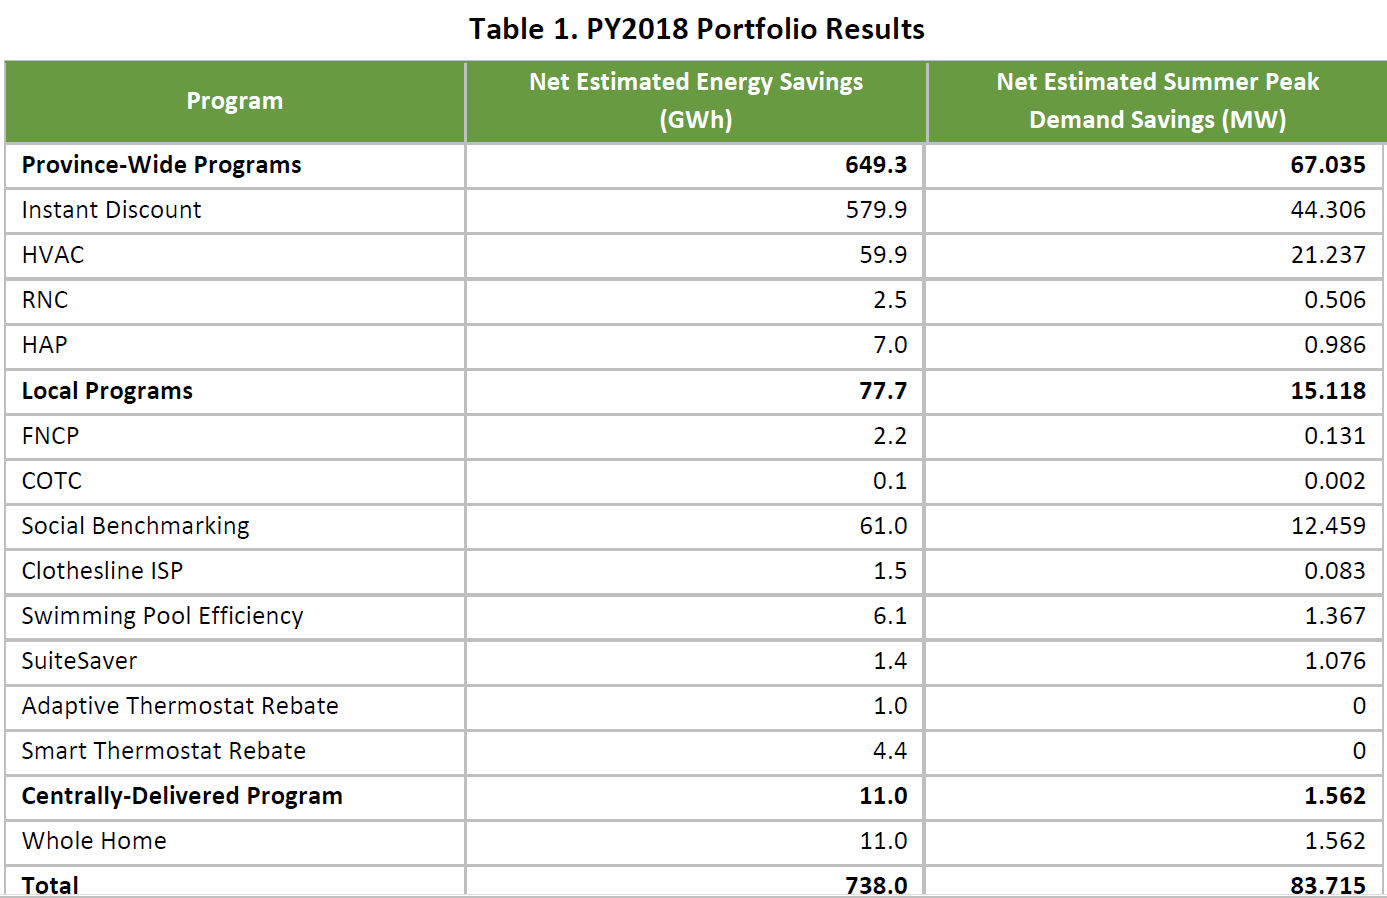 Table 1. PY2018 Portfolio Results
Program Net Estimated Energy Savings (GWh) Net Estimated Summer Peak Demand Savings (MW)
Province-Wide Programs 649.3 67.035
Instant Discount 579.9 44.306
HVAC 59.9 21.237
RNC 2.5 0.506
HAP 7.0 0.986
Local Programs 77.7 15.118
FNCP 2.2 0.131
COTC 0.1 0.002
Social Benchmarking 61.0 12.459
Clothesline ISP 1.5 0.083
Swimming Pool Efficiency 6.1 1.367
SuiteSaver 1.4 1.076
Adaptive Thermostat Rebate 1.0 0
Smart Thermostat Rebate 4.4 0
Centrally-Delivered Program 11.0 1.562
Whole Home 11.0 1.562
Total 738.0 83.715